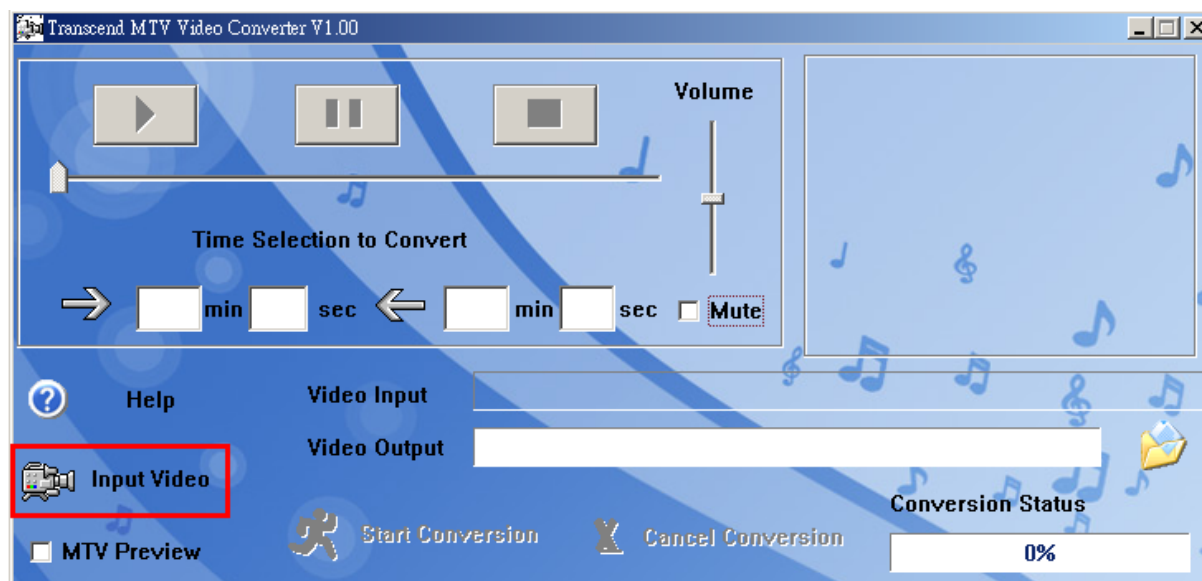 Transcend MTV Video Converter V1.00
Volume
Time Selection to Convert
min sec min sec Mute
Help
Video Input
Video Output
Input Video
Conversion Status
Start Conversion Cancel Conversion
MTV Preview
0%